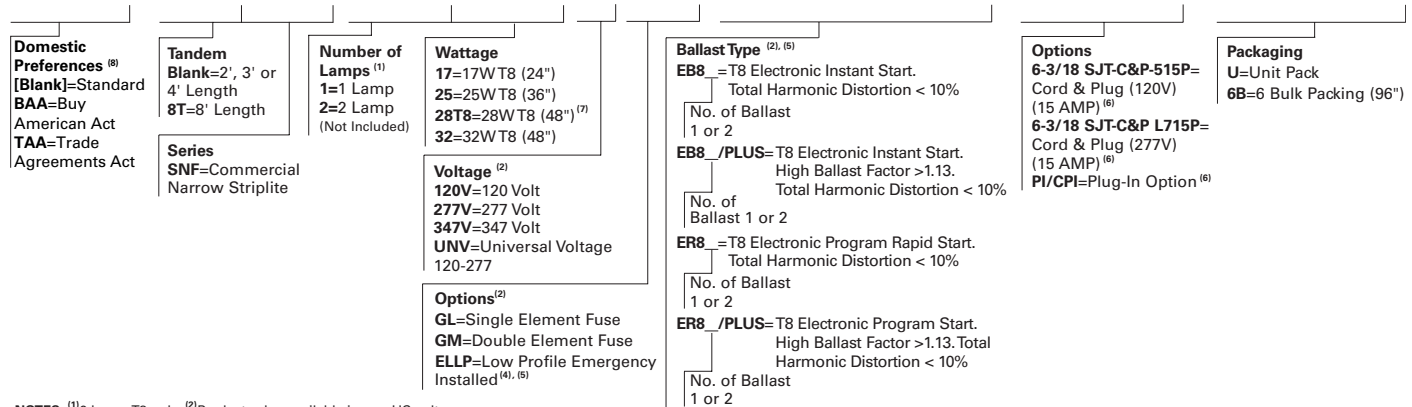 Domestic
Preferences (8)
[Blank]=Standard
BAA=Buy
American Act
TAA=Trade
Agreements Act
Tandem
Blank=2', 3' or
4' Length
8T=8' Length
Series
SNF=Commercial
Narrow Striplite
Number of
Lamps (1)
1=1 Lamp
2=2 Lamp
(Not Included)
Wattage
17=17W T8 (24")
25=25W T8 (36")
28T8=28W T8 (48") (7)
32=32W T8 (48")
Voltage (2)
120V=120 Volt
277V=277 Volt
347V=347 Volt
UNV=Universal Voltage
120-277
Options(2)
GL=Single Element Fuse
GM=Double Element Fuse
ELLP=Low Profile Emergency
Installed (4), (5)
Ballast Type (2), (5)
EB8_=T8 Electronic Instant Start.
Total Harmonic Distortion < 10%
No. of Ballast
1 or 2
EB8_/PLUS=T8 Electronic Instant Start.
High Ballast Factor >1.13.
Total Harmonic Distortion < 10%
No. of
Ballast 1 or 2
ER8_=T8 Electronic Program Rapid Start.
Total Harmonic Distortion < 10%
No. of Ballast
1 or 2
ER8_/PLUS=T8 Electronic Program Start.
High Ballast Factor >1.13. Total
Harmonic Distortion < 10%
No. of Ballast
1 or 2
Options
6-3/18 SJT-C&P-515P=
Cord & Plug (120V)
(15 AMP) (6)
6-3/18 SJT-C&P L715P=
Cord & Plug (277V)
(15 AMP) (6)
PI/CPI=Plug-In Option (6)
Packaging
U=Unit Pack
6B=6 Bulk Packing (96")